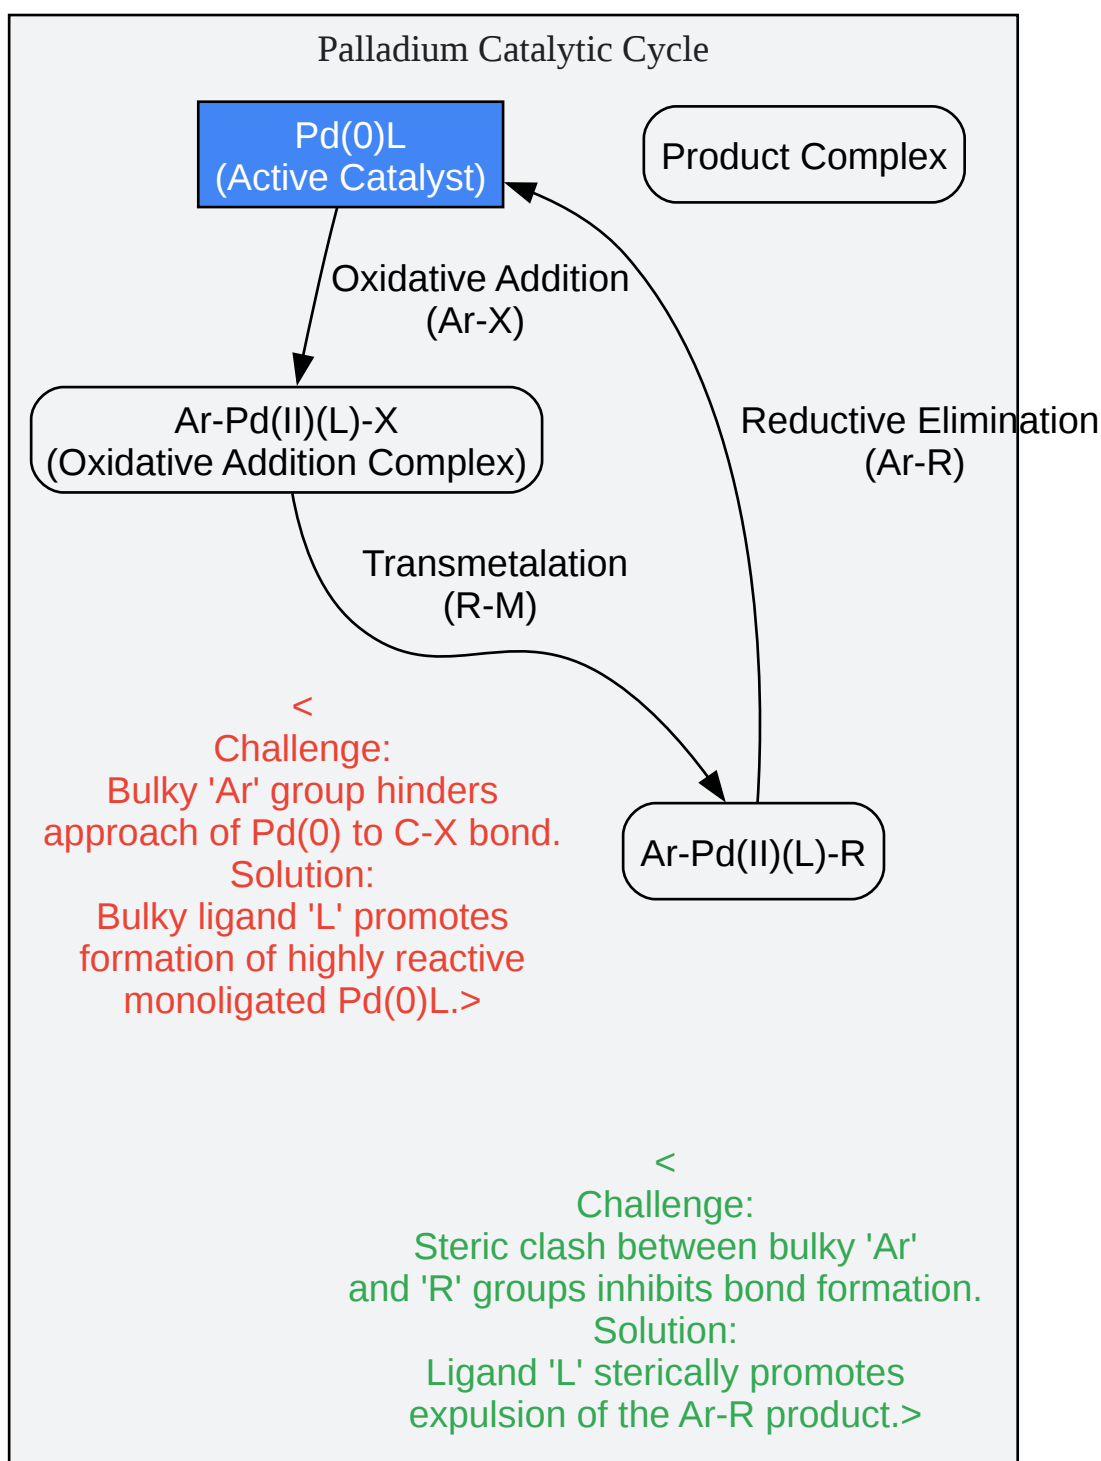 Palladium Catalytic Cycle
Pd(0)L
(Active Catalyst)
Product Complex
Oxidative Addition
(Ar-X)
Ar-Pd(II)(L)-X
(Oxidative Addition Complex)
Reductive Elimination
(Ar-R)
Transmetalation
(R-M)
<
Challenge:
Bulky 'Ar' group hinders
approach of Pd(0) to C-X bond.
Solution:
Bulky ligand 'L' promotes
formation of highly reactive
monoligated Pd(0)L.>
Ar-Pd(II)(L)-R
<
Challenge:
Steric clash between bulky 'Ar'
and 'R' groups inhibits bond formation.
Solution:
Ligand 'L' sterically promotes
expulsion of the Ar-R product.>